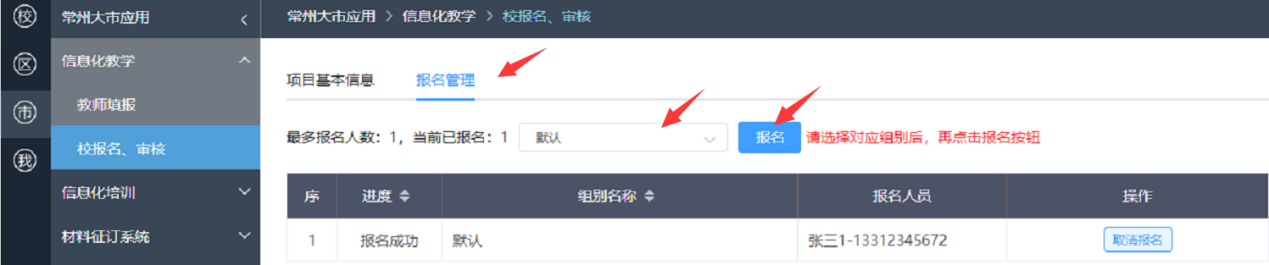 校 常州大市应用 常州大市应用 > 信息化教学 > 校报名、审核
区 信息化教学
项目基本信息 报名管理
市 教师填报
最多报名人数：1，当前已报名：1 默认 报名 请选择对应组别后，再点击报名按钮
校报名、审核
我
信息化培训
序 进度 组别名称 报名人员 操作
材料征订系统
1 报名成功 默认 张三1-13312345672 取消报名